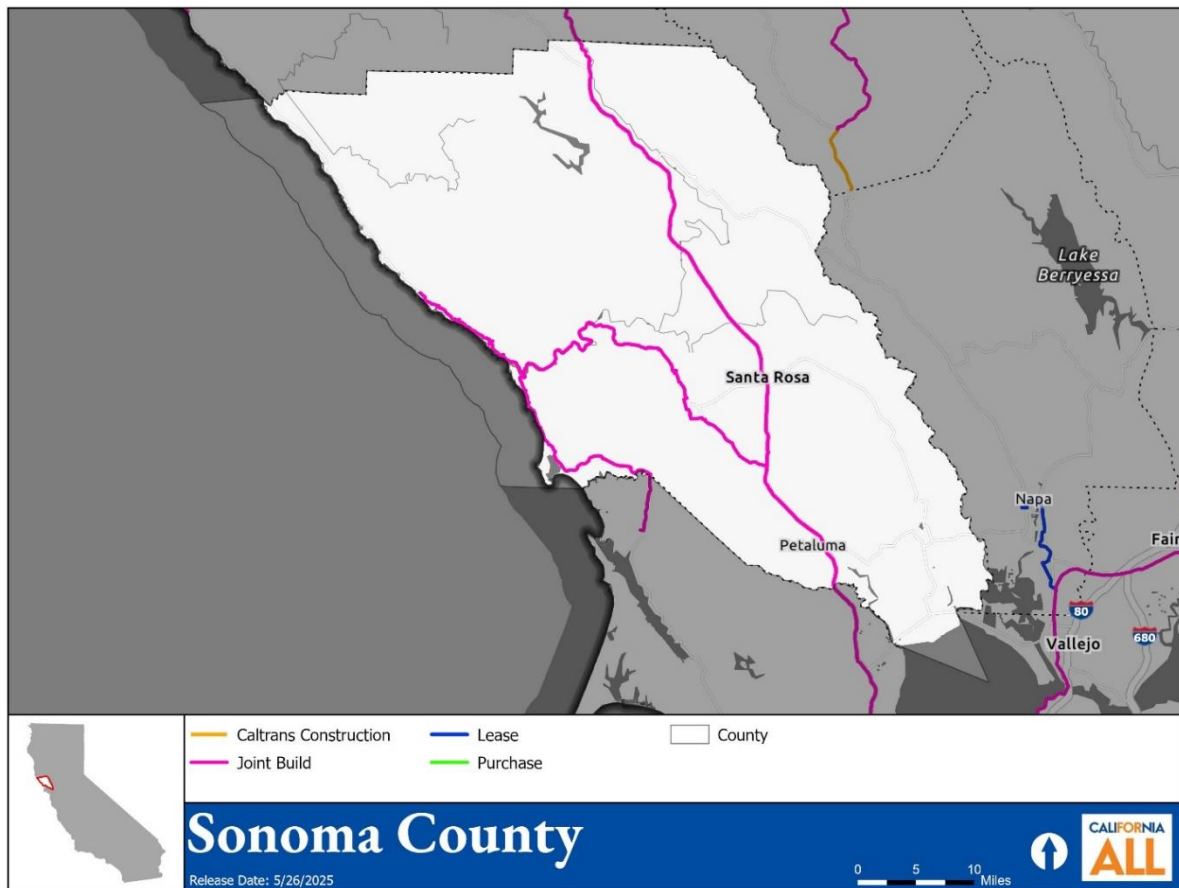 Lake
Berryessa
Santa Rosa
Napa
Petaluma
Fair
80
680
Vallejo
Caltrans Construction
Lease
County
Joint Build
Purchase
Sonoma County
Release Date: 5/26/2025
0 5 10
Miles
CALIFORNIA
ALL